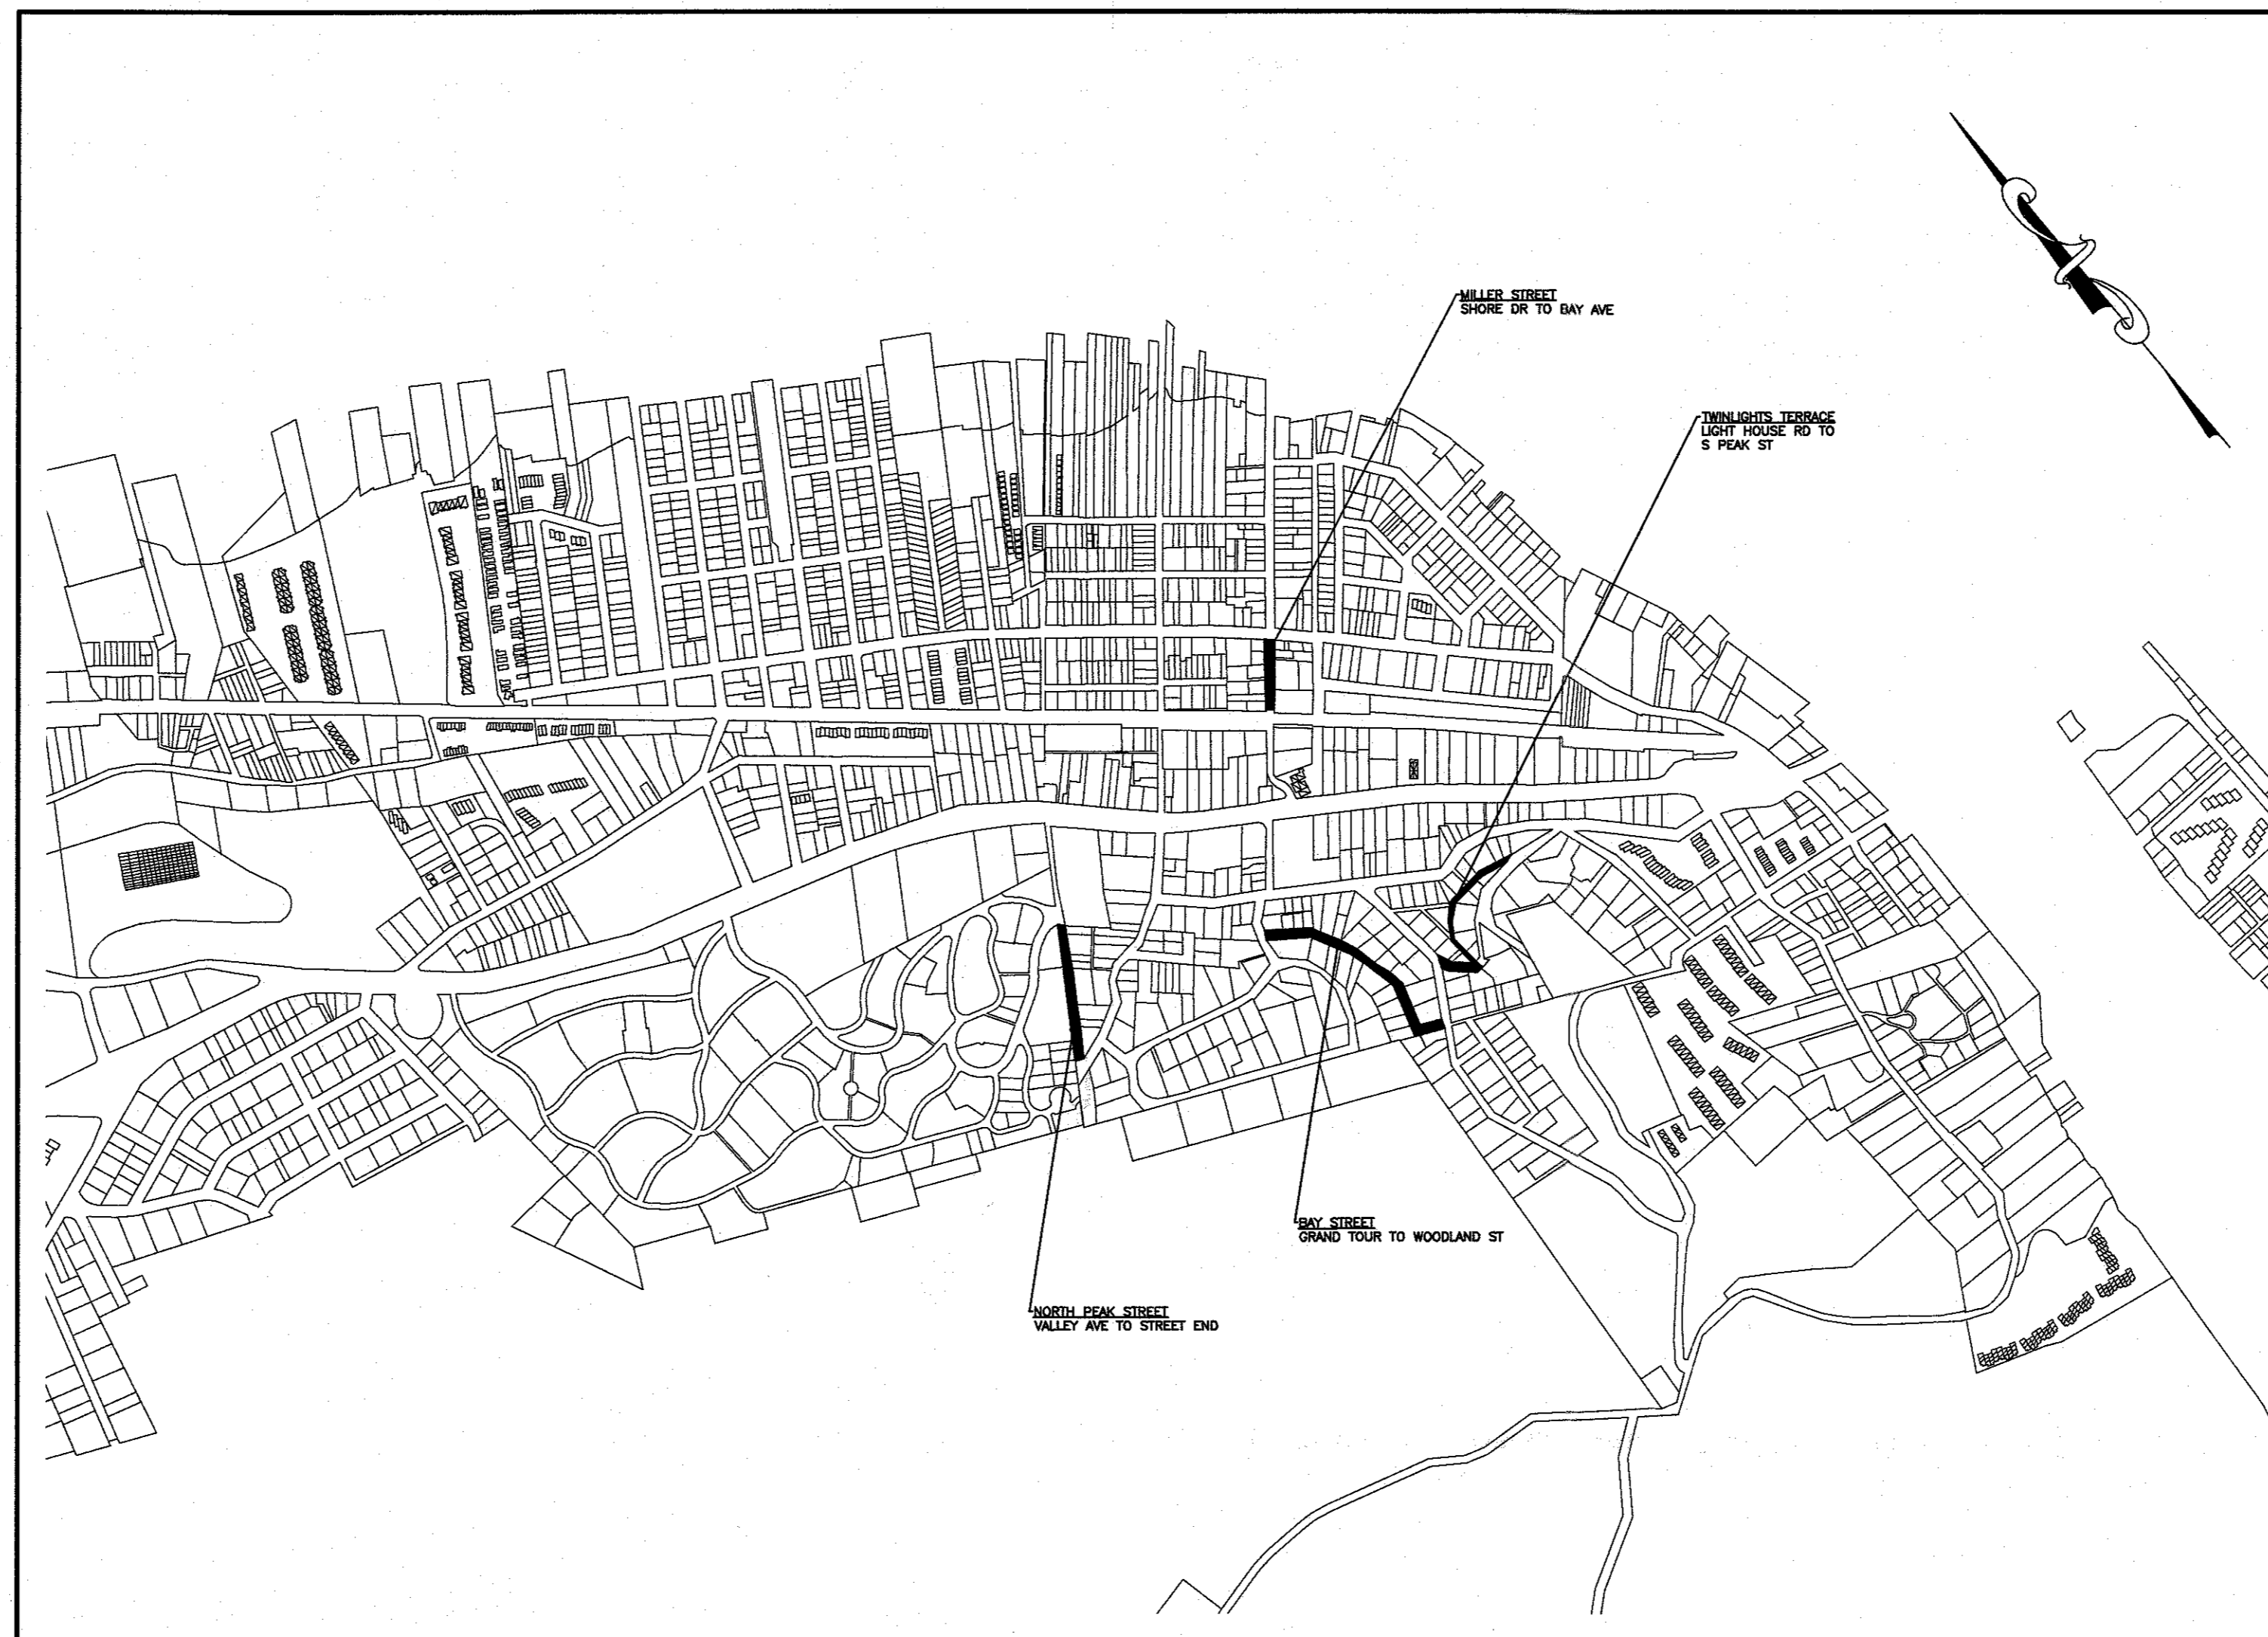 MILLER STREET
SHORE DR TO BAY AVE
TWINLIGHTS TERRACE
LIGHT HOUSE RD TO
S PEAK ST
BAY STREET
GRAND TOUR TO WOODLAND ST
NORTH PEAK STREET
VALLEY AVE TO STREET END